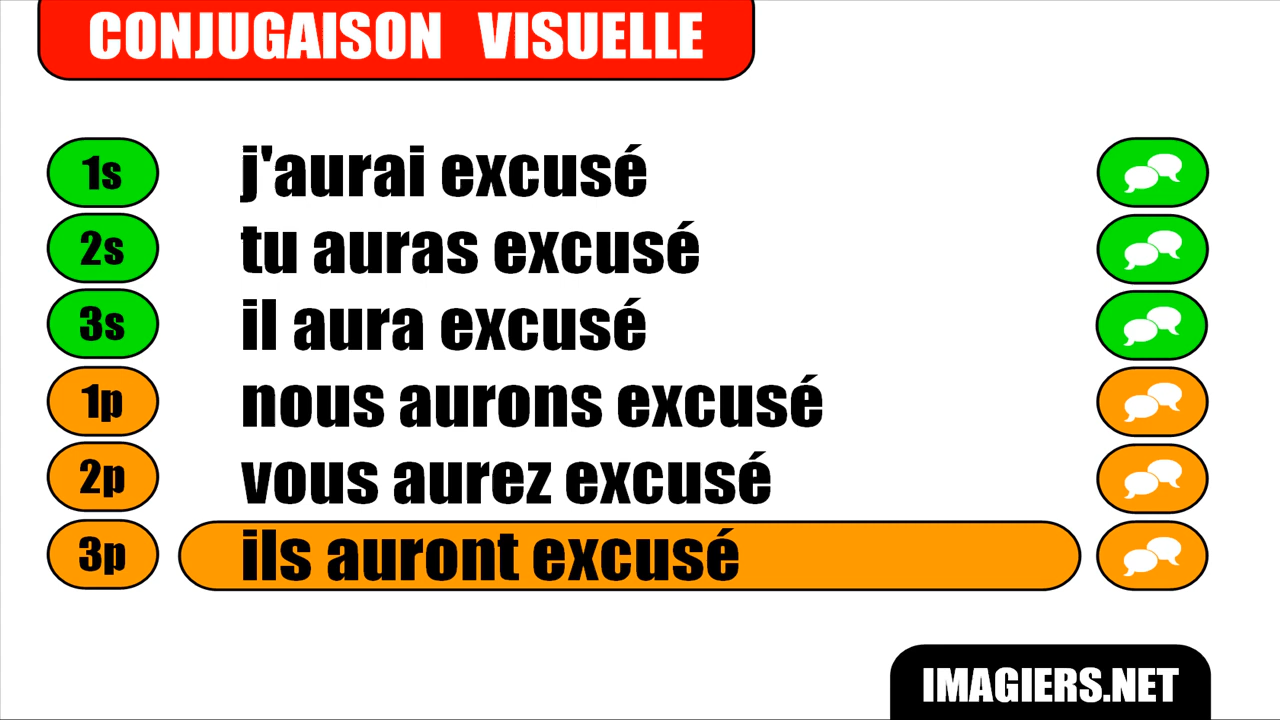 CONJUGAISON VISUELLE
1s j'aurai excusé
2s tu auras excusé
3s il aura excusé
1p nous aurons excusé
2p vous aurez excusé
3p ils auront excusé
IMAGIERS.NET